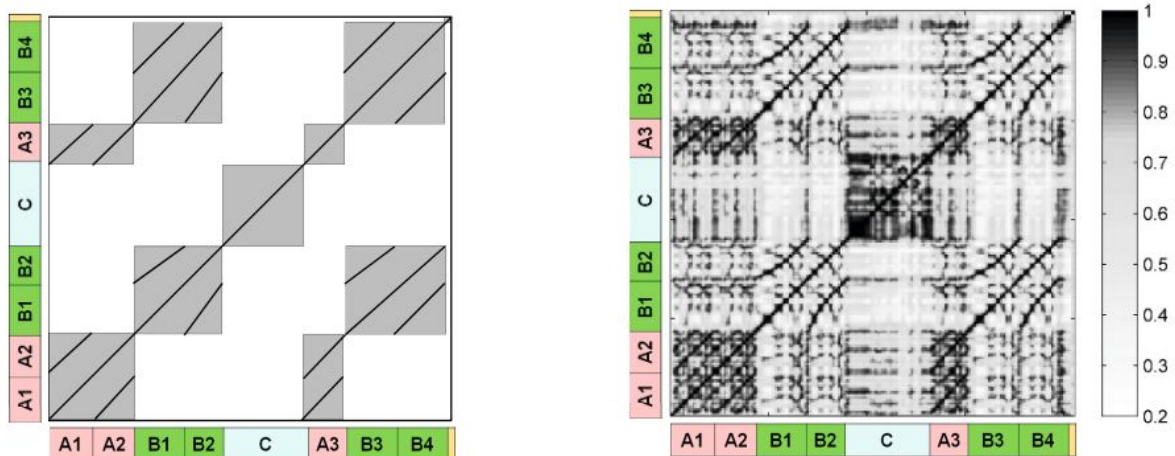 B4
B3
A3
C
B2
B1
A2
A1
A1 A2 B1 B2 C A3 B3 B4
B4
B3
A3
C
B2
B1
A2
A1
A1 A2 B1 B2 C A3 B3 B4
1
0.9
0.8
0.7
0.6
0.5
0.4
0.3
0.2